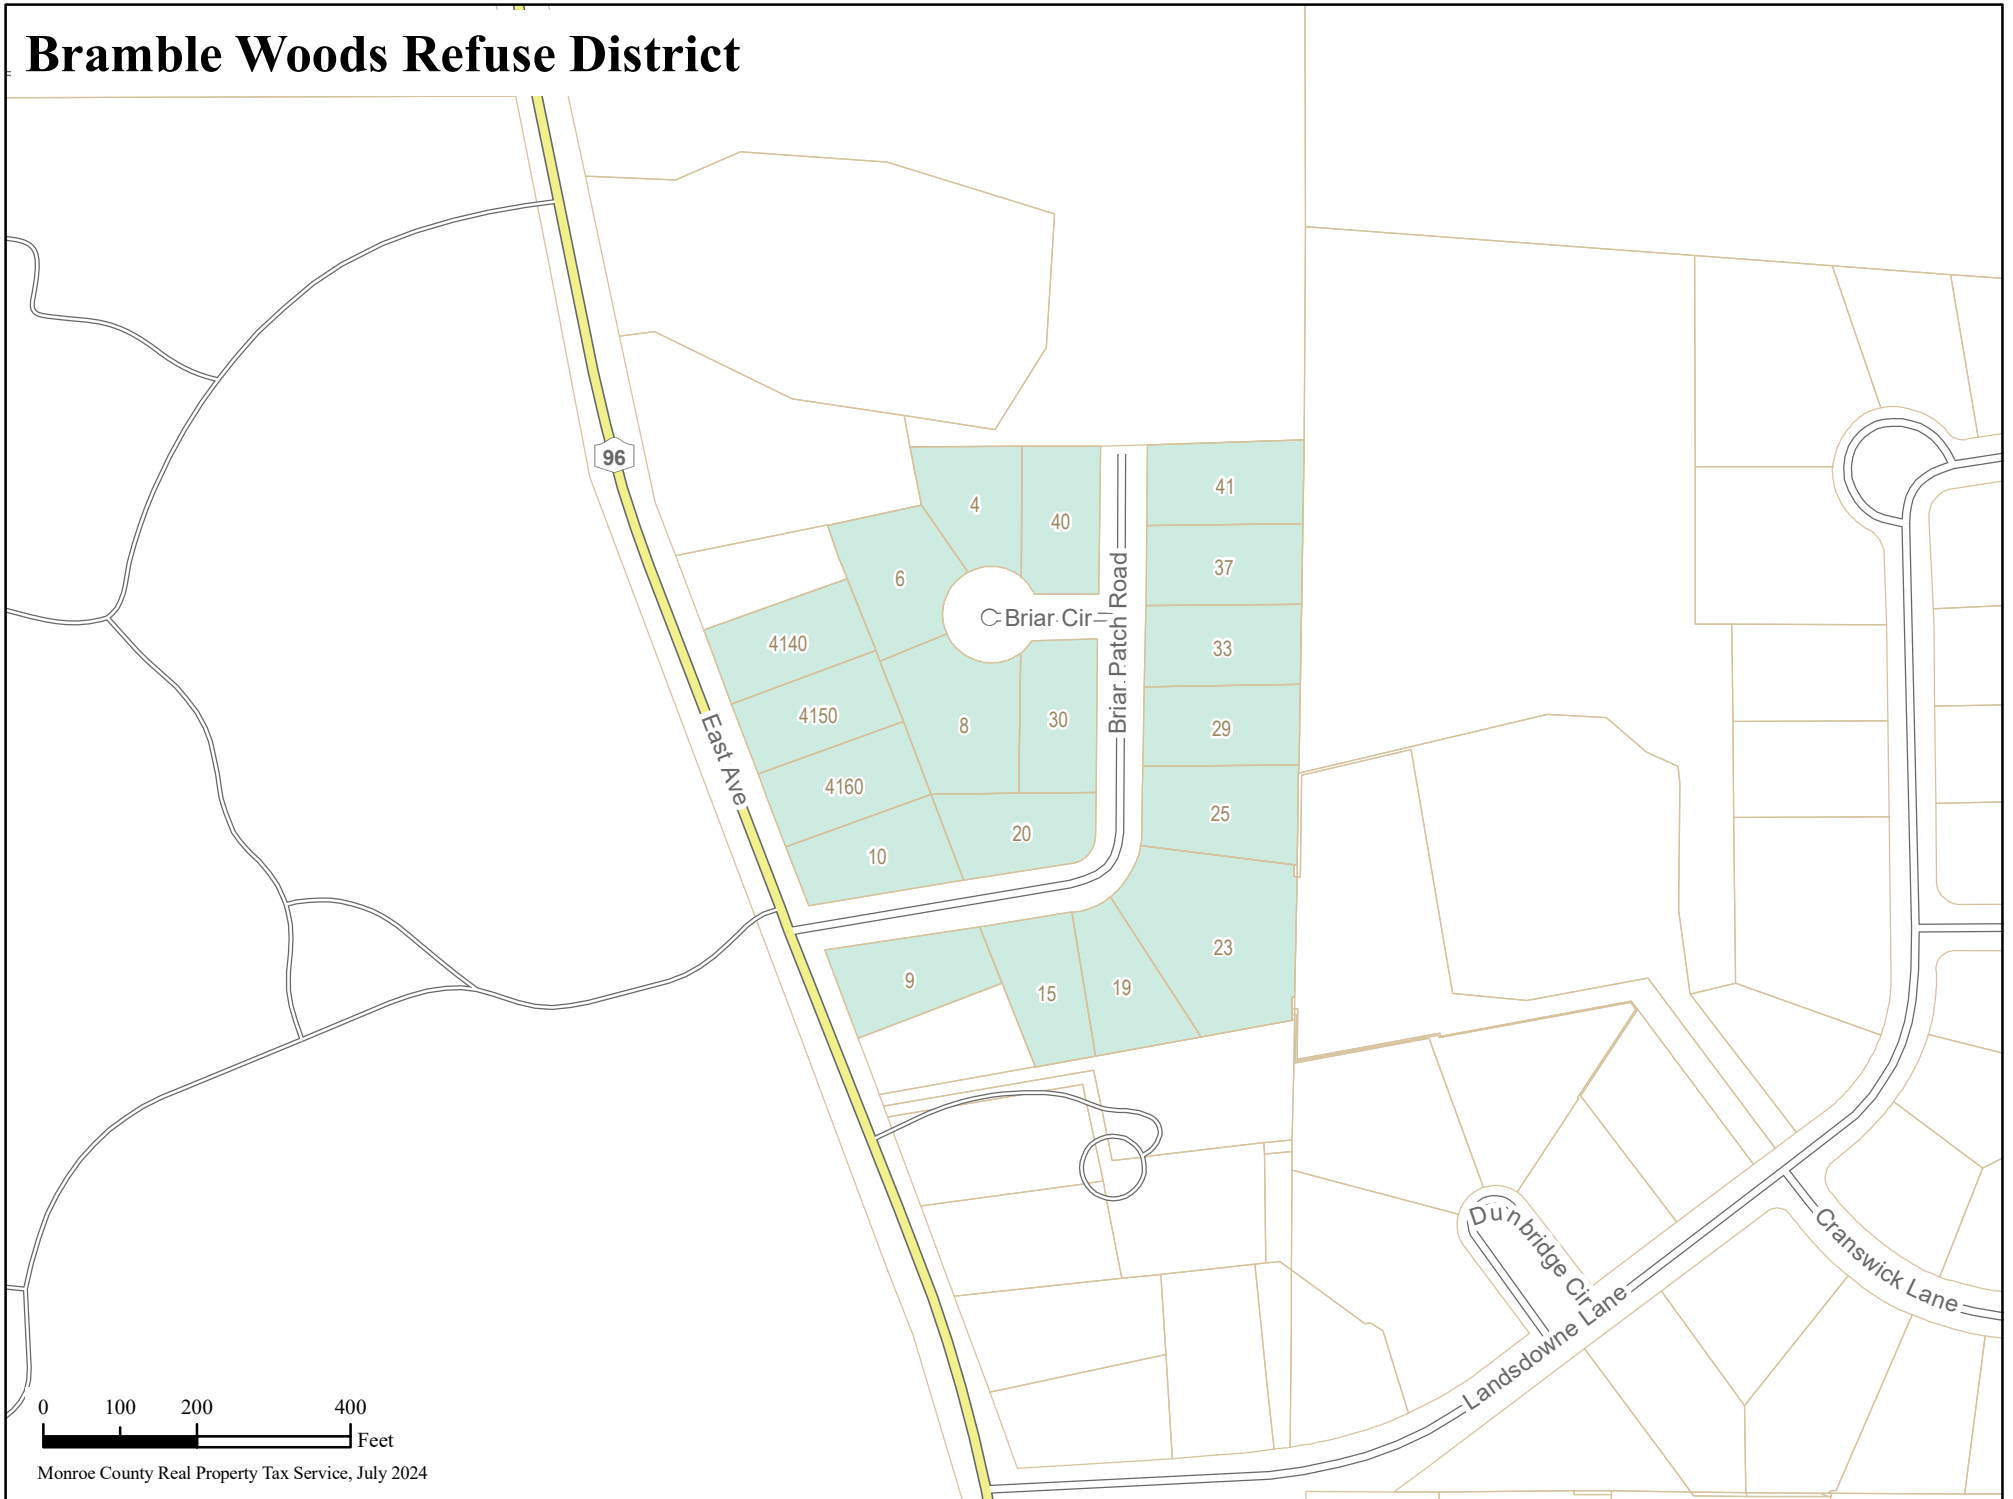 Bramble Woods Refuse District
96
4
40
41
6
37
Briar Cir
Briar Patch Road
4140
33
4150
8
30
29
East Ave
4160
25
20
10
23
9
15
19
Dunbridge Cir
Cranswick Lane
Landsdowne Lane
0 100 200 400
Feet
Monroe County Real Property Tax Service, July 2024